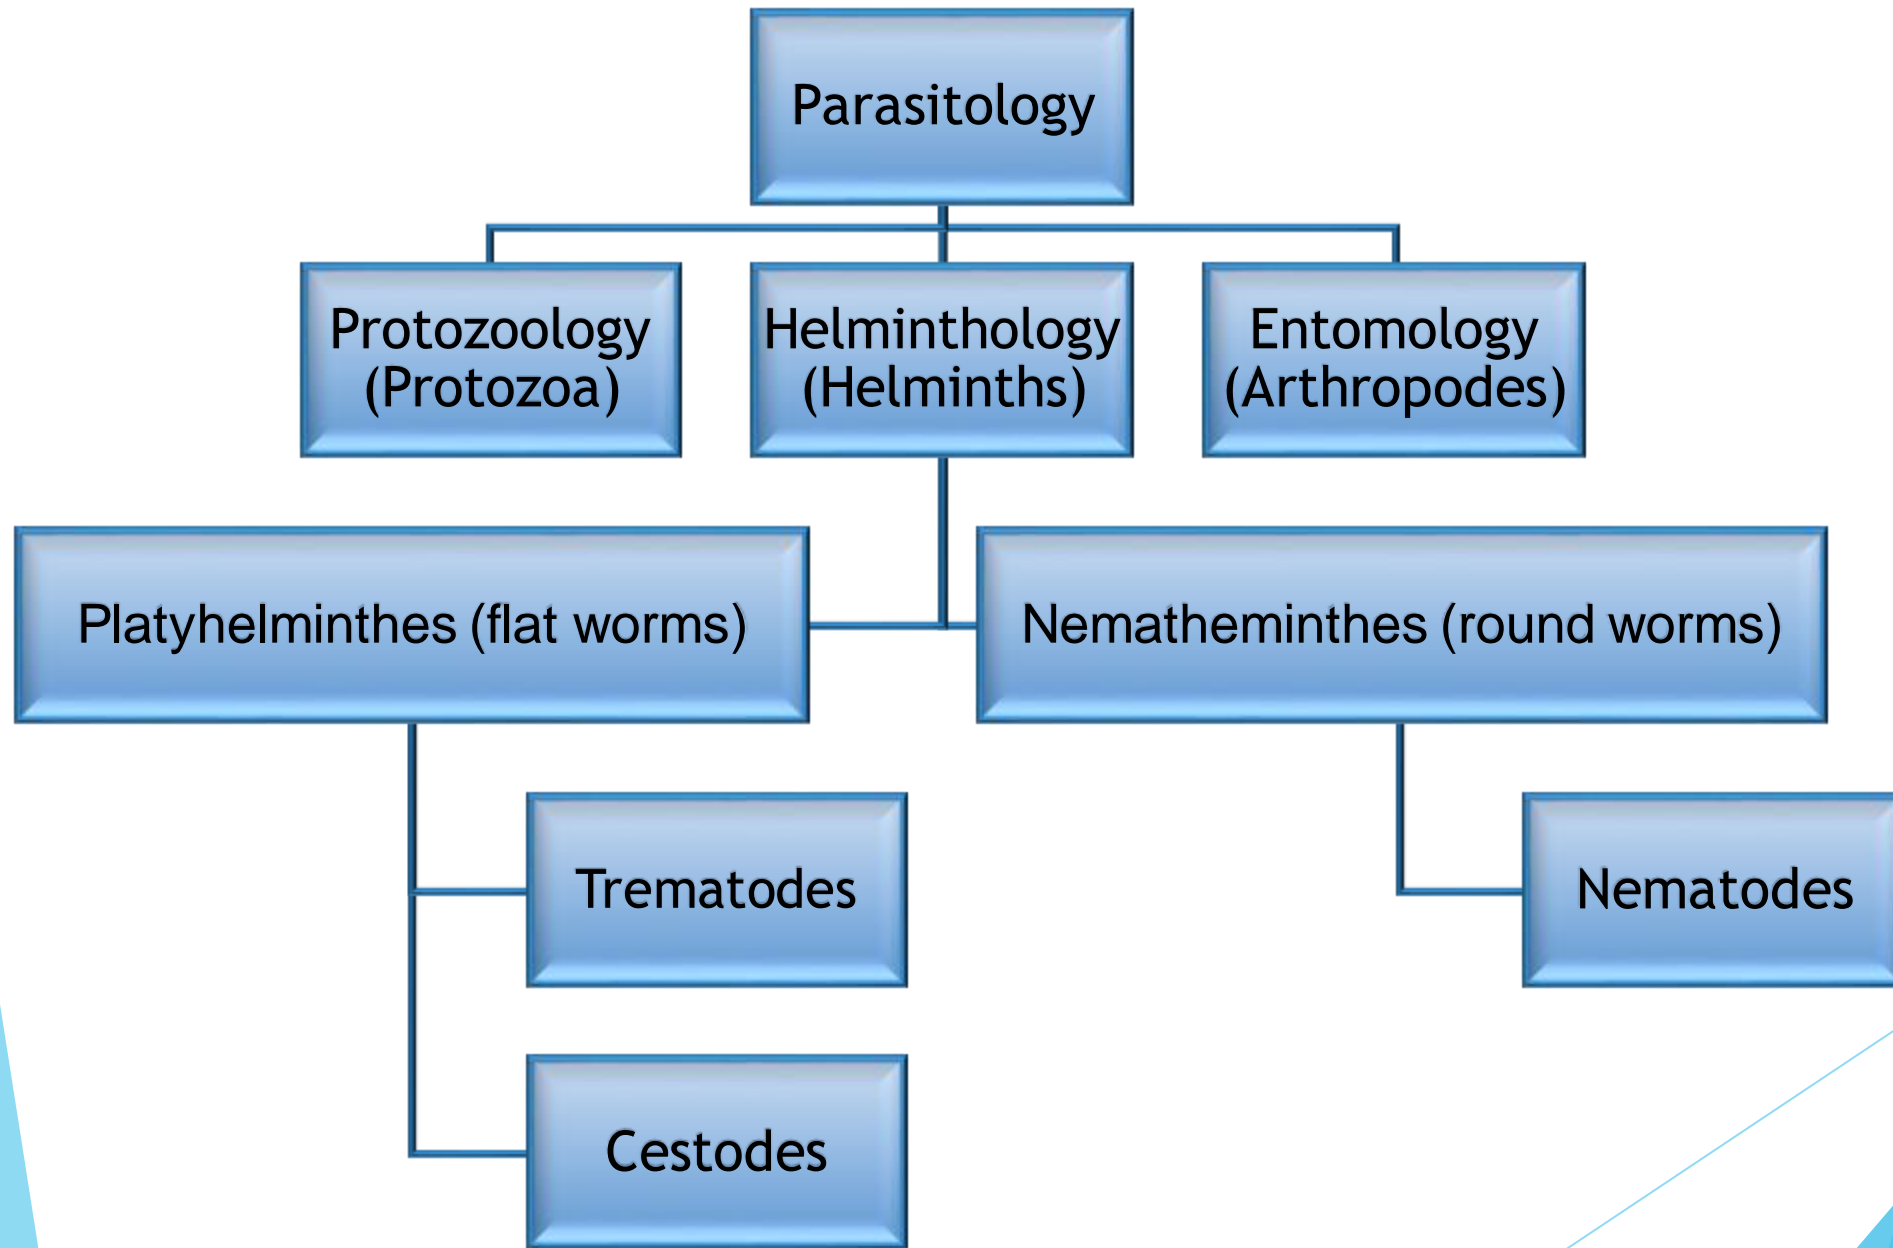 Parasitology
Protozoology
(Protozoa)
Helminthology
(Helminths)
Entomology
(Arthropodes)
Platyhelminthes (flat worms)
Nematheminthes (round worms)
Trematodes
Nematodes
Cestodes